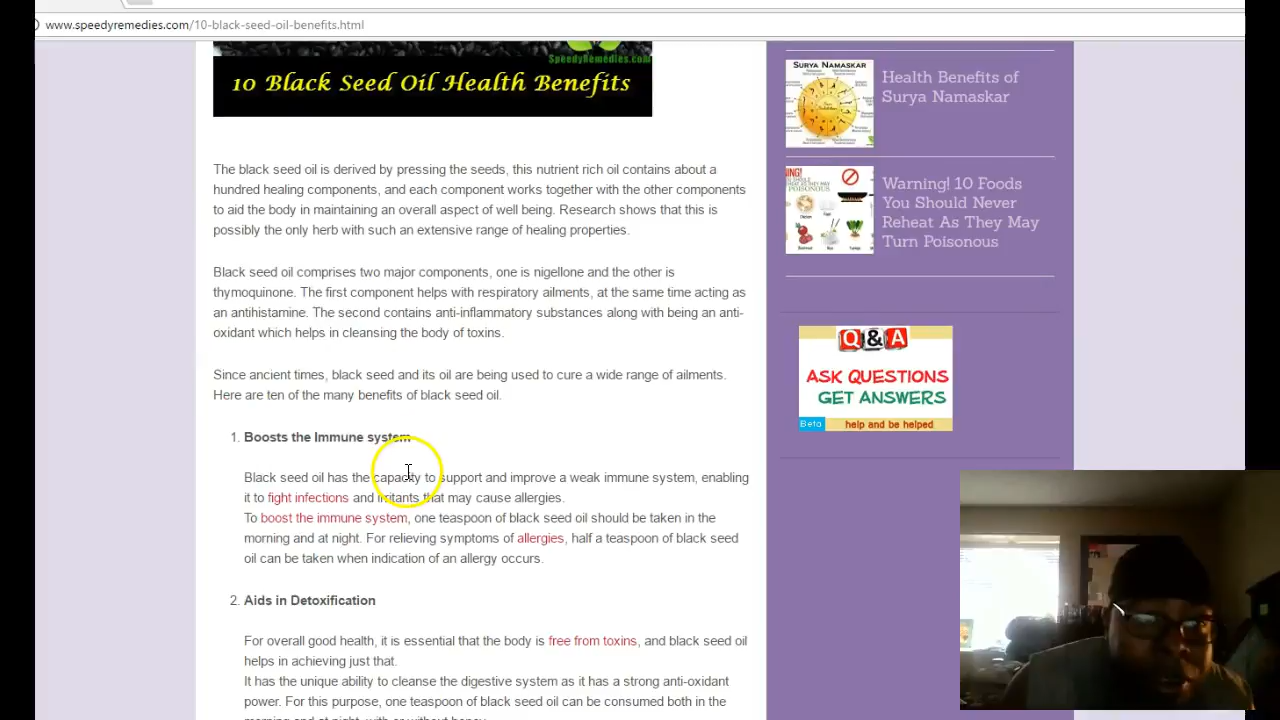 www.speedyremedies.com/10-black-seed-oil-benefits.html
SpeedyRemedies.com
10 Black Seed Oil Health Benefits
The black seed oil is derived by pressing the seeds, this nutrient rich oil contains about a
hundred healing components, and each component works together with the other components
to aid the body in maintaining an overall aspect of well being. Research shows that this is
possibly the only herb with such an extensive range of healing properties.
Black seed oil comprises two major components, one is nigellone and the other is
thymoquinone. The first component helps with respiratory ailments, at the same time acting as
an antihistamine. The second contains anti-inflammatory substances along with being an anti-
oxidant which helps in cleansing the body of toxins.
Since ancient times, black seed and its oil are being used to cure a wide range of ailments.
Here are ten of the many benefits of black seed oil.
1. Boosts the Immune system
Black seed oil has the capacity to support and improve a weak immune system, enabling
it to fight infections and irritants that may cause allergies.
To boost the immune system, one teaspoon of black seed oil should be taken in the
morning and at night. For relieving symptoms of allergies, half a teaspoon of black seed
oil can be taken when indication of an allergy occurs.
2. Aids in Detoxification
For overall good health, it is essential that the body is free from toxins, and black seed oil
helps in achieving just that.
It has the unique ability to cleanse the digestive system as it has a strong anti-oxidant
power. For this purpose, one teaspoon of black seed oil can be consumed both in the
morning and at night, with or without honey.
SURYA NAMASKAR
Health Benefits of
Surya Namaskar
Warning! 10 Foods
You Should Never
Reheat As They May
Turn Poisonous
Q&A
ASK QUESTIONS
GET ANSWERS
Beta
help and be helped